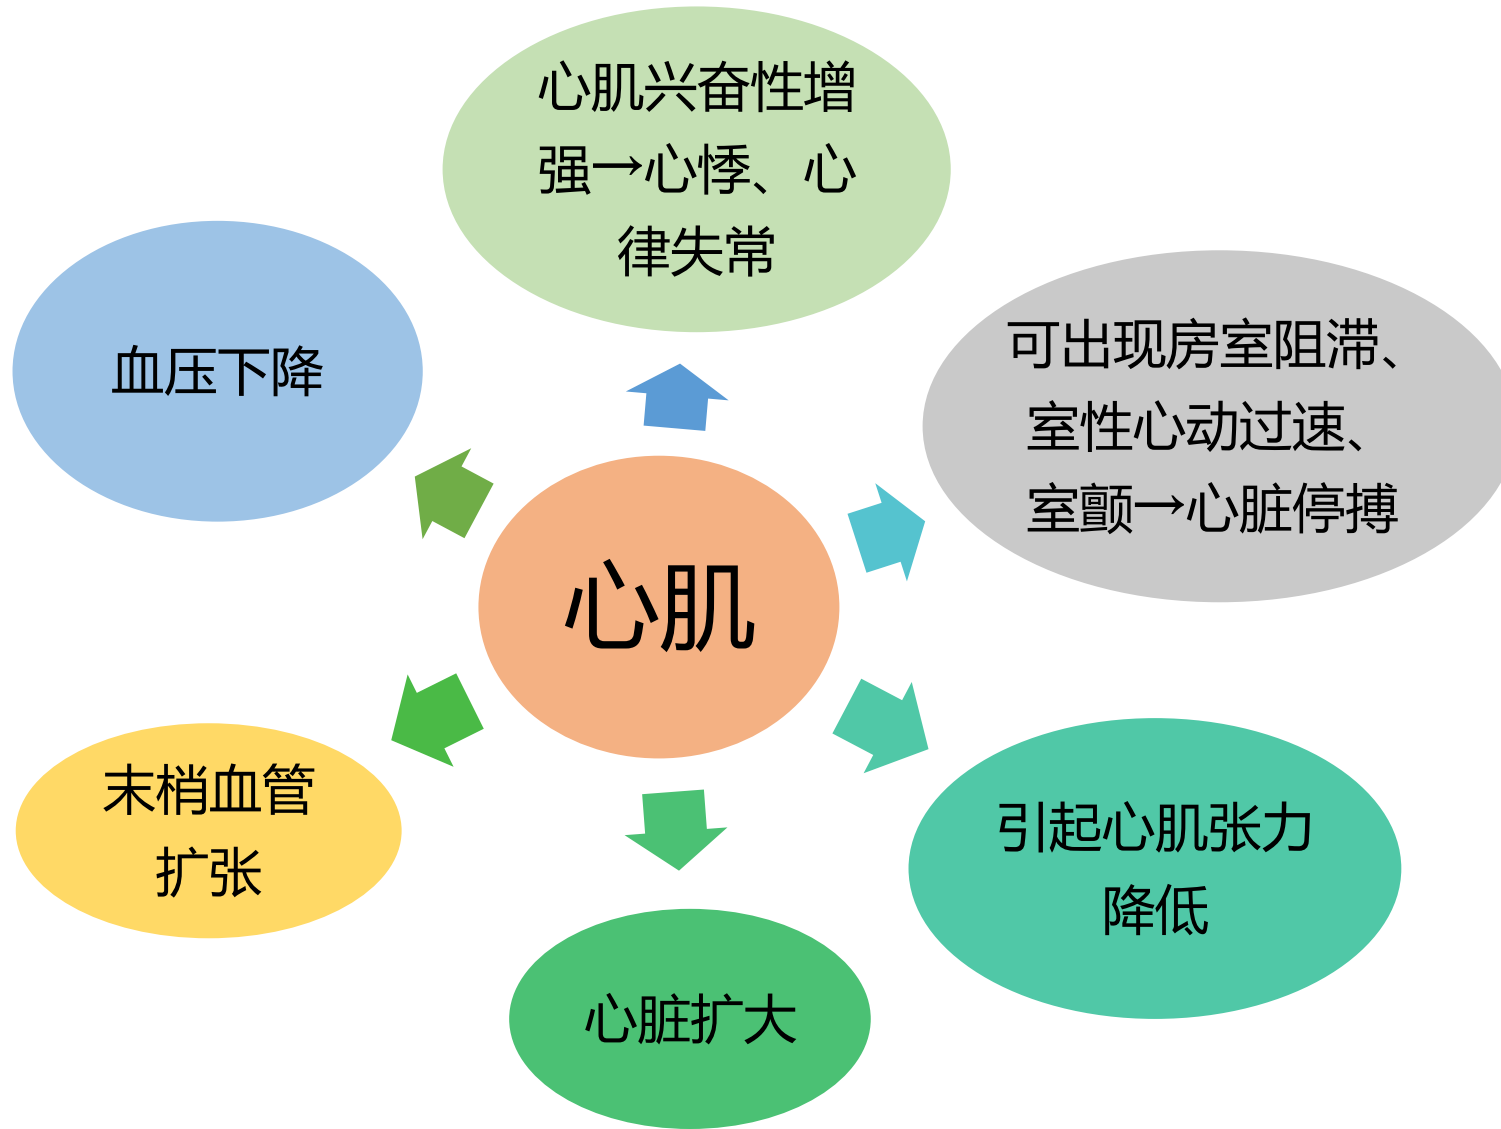 心肌兴奋性增
强→心悸、心
律失常
血压下降
可出现房室阻滞、
室性心动过速、
室颤→心脏停搏
心肌
末梢血管
扩张
引起心肌张力
降低
心脏扩大